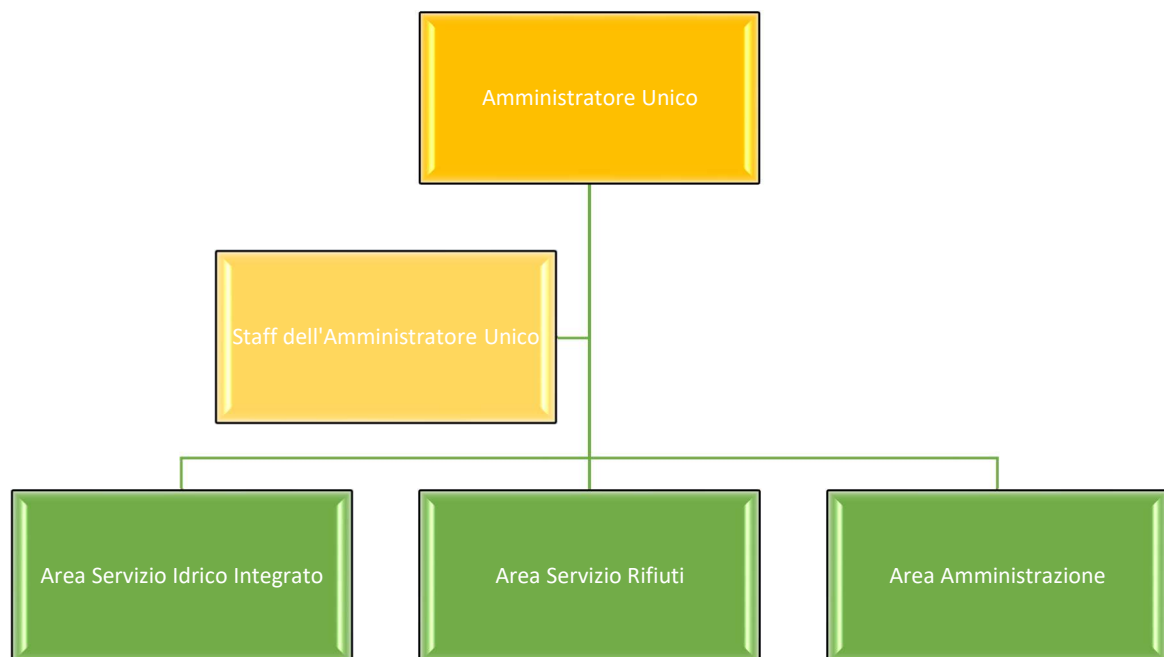 Amministratore Unico
Staff dell'Amministratore Unico
Area Servizio Idrico Integrato
Area Servizio Rifiuti
Area Amministrazione